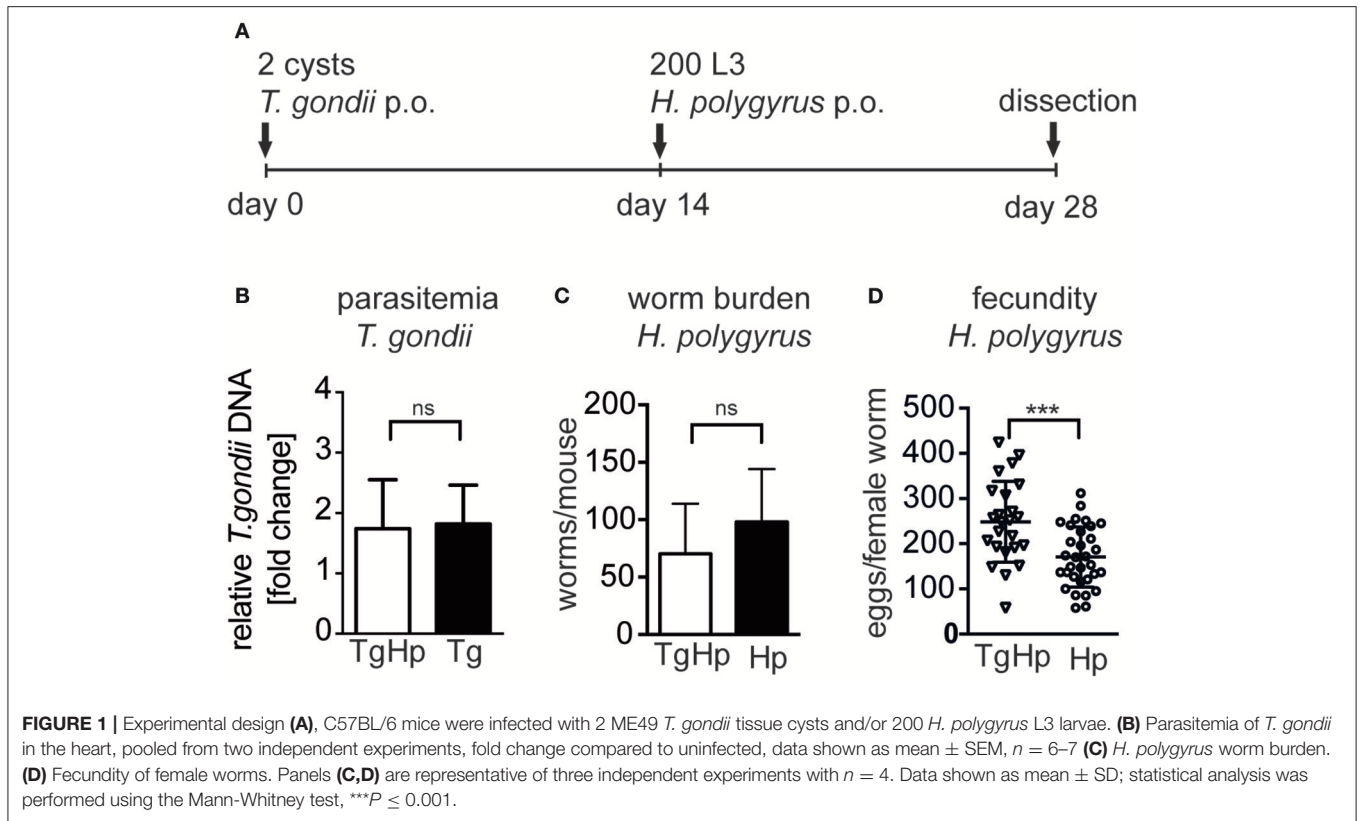 A
2 cysts
T. gondii p.o.
200 L3
H. polygyrus p.o.
dissection
day 0
day 14
day 28
B
parasitemia
T. gondii
relative T.gondii DNA
[fold change]
4
3
2
1
0
ns
TgHp
Tg
C
worm burden
H. polygyrus
worms/mouse
200
150
100
50
0
ns
TgHp
Hp
D
fecundity
H. polygyrus
eggs/female worm
500
400
300
200
100
0
***
TgHp
Hp
FIGURE 1 | Experimental design (A), C57BL/6 mice were infected with 2 ME49 T. gondii tissue cysts and/or 200 H. polygyrus L3 larvae. (B) Parasitemia of T. gondii
in the heart, pooled from two independent experiments, fold change compared to uninfected, data shown as mean ± SEM, n = 6–7 (C) H. polygyrus worm burden.
(D) Fecundity of female worms. Panels (C,D) are representative of three independent experiments with n = 4. Data shown as mean ± SD; statistical analysis was
performed using the Mann-Whitney test, ***P ≤ 0.001.